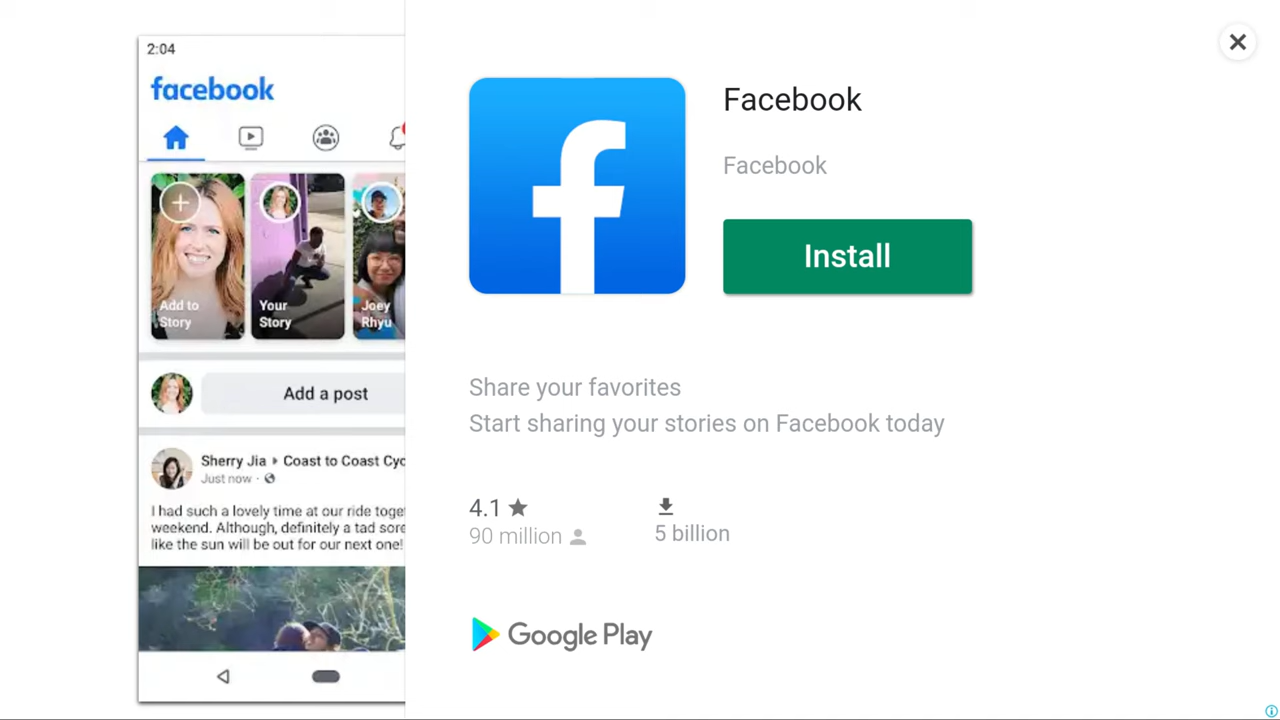 2:04
facebook
Add to
Story
Your
Story
Joey
Rhyu
Add a post
Sherry Jia ▸ Coast to Coast Cyc
Just now ·
I had such a lovely time at our ride toge
weekend. Although, definitely a tad sore
like the sun will be out for our next one!
Facebook
Facebook
Install
Share your favorites
Start sharing your stories on Facebook today
4.1 ★
90 million
5 billion
Google Play